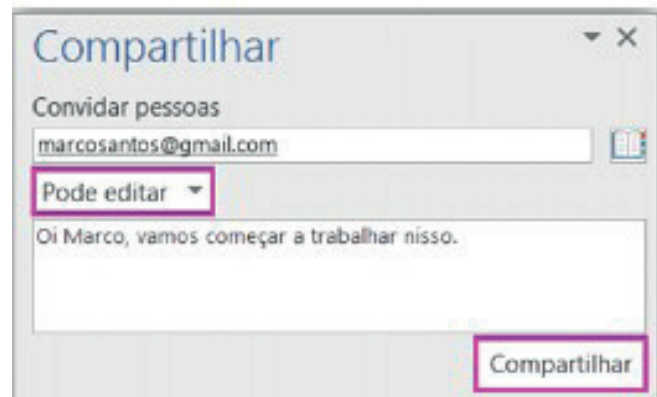 Compartilhar
Convidar pessoas
marcosantos@gmail.com
Pode editar
Oi Marco, vamos começar a trabalhar nisso.
Compartilhar